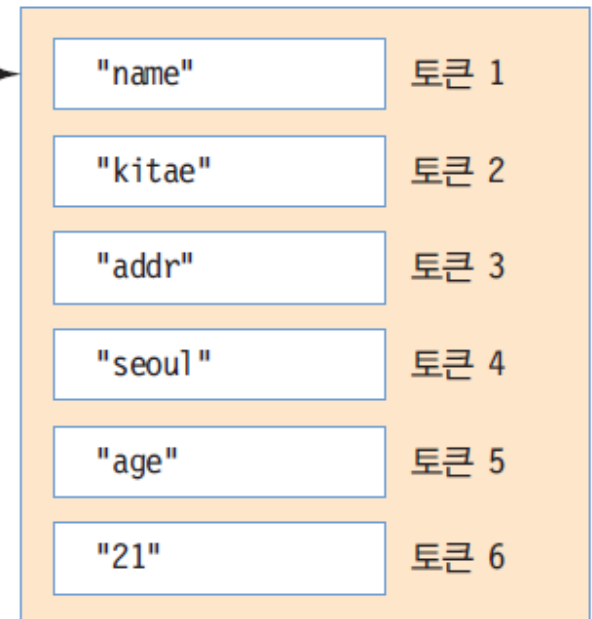 "name" 토큰 1
"kitae" 토큰 2
"addr" 토큰 3
"seoul" 토큰 4
"age" 토큰 5
"21" 토큰 6